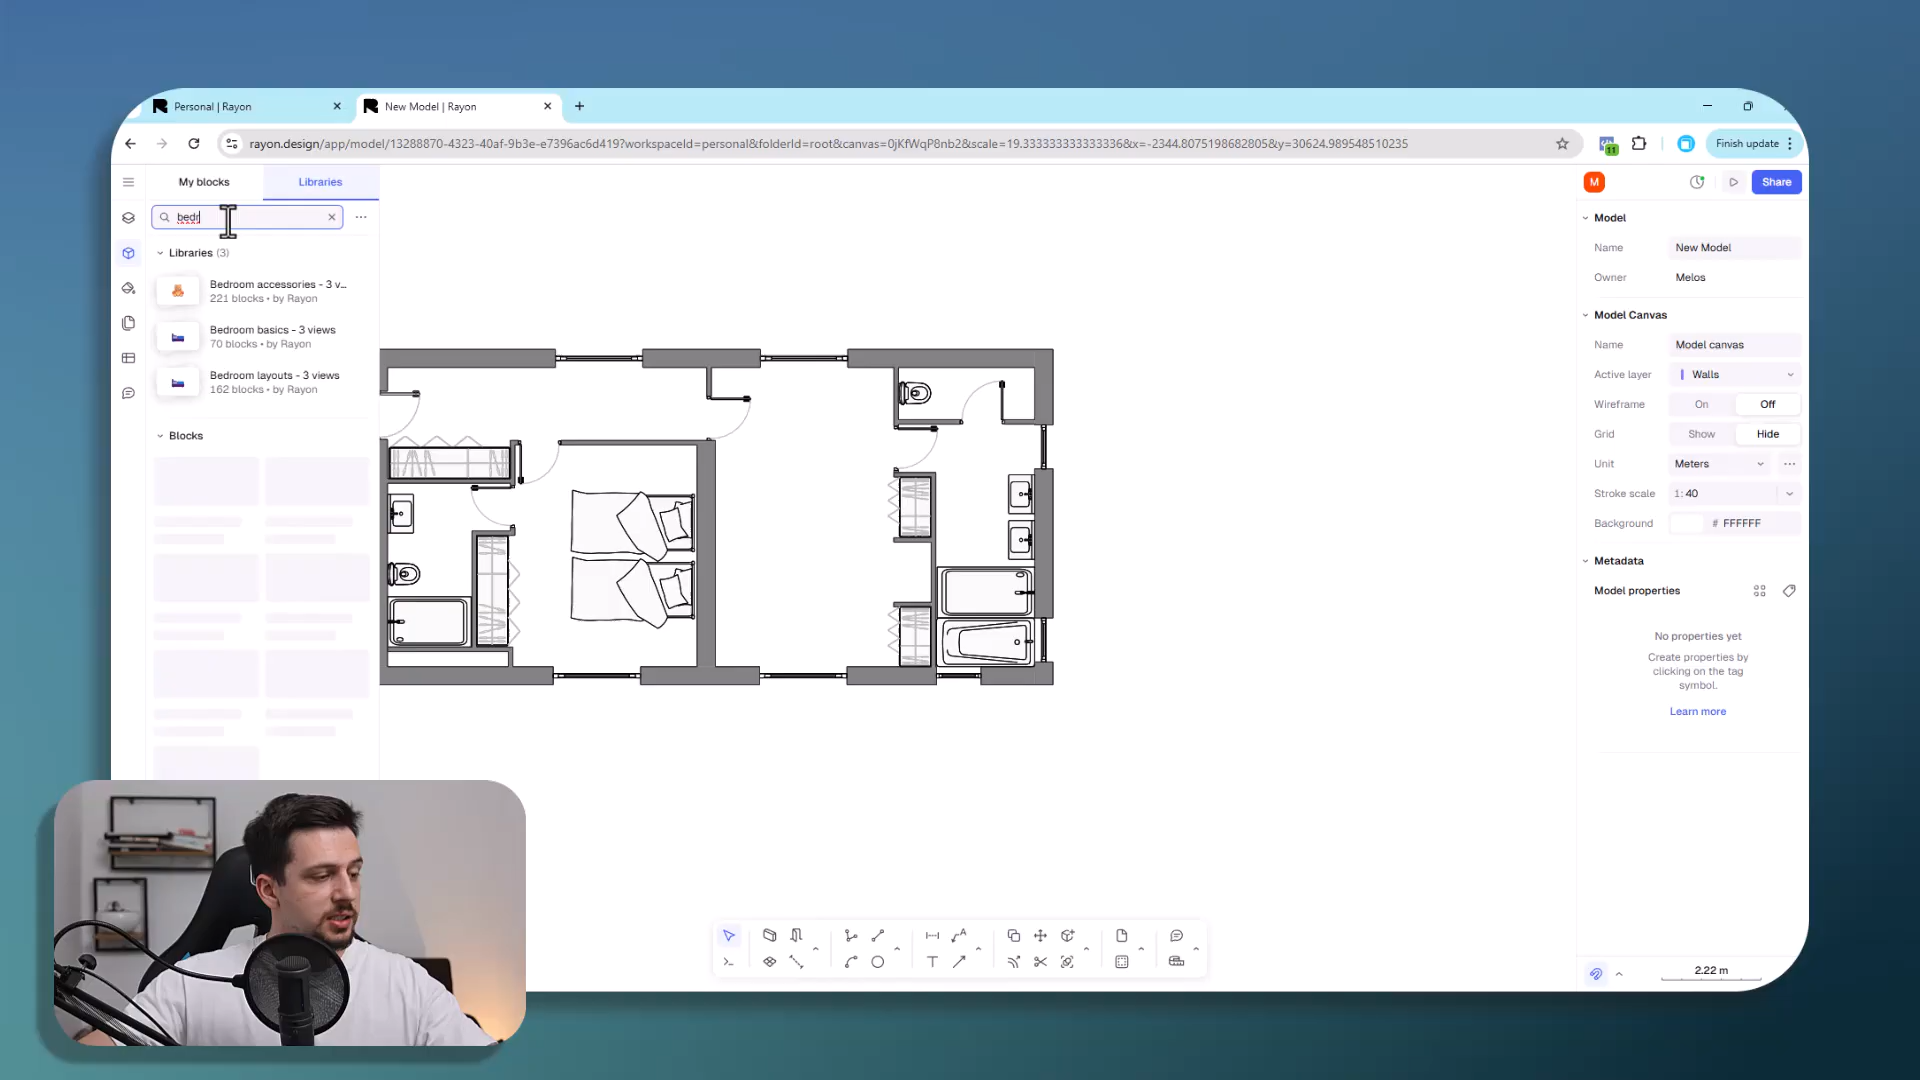 Personal | Rayon
New Model | Rayon
rayon.design/app/model/13288870-4323-40af-9b3e-e7396ac6d419?workspaceId=personal&folderId=root&canvas=0jKfWqP8nb2&scale=19.333333333333336&x=-2344.8075198682805&y=30624.989548510235
11
Finish update
My blocks
Libraries
M
Share
bedr
Libraries (3)
Bedroom accessories - 3 v...
221 blocks • by Rayon
Bedroom basics - 3 views
70 blocks • by Rayon
Bedroom layouts - 3 views
162 blocks • by Rayon
Blocks
Model
Name New Model
Owner Melos
Model Canvas
Name Model canvas
Active layer Walls
Wireframe On Off
Grid Show Hide
Unit Meters
Stroke scale 1: 40
Background # FFFFFF
Metadata
Model properties
No properties yet
Create properties by
clicking on the tag
symbol.
Learn more
2.22 m